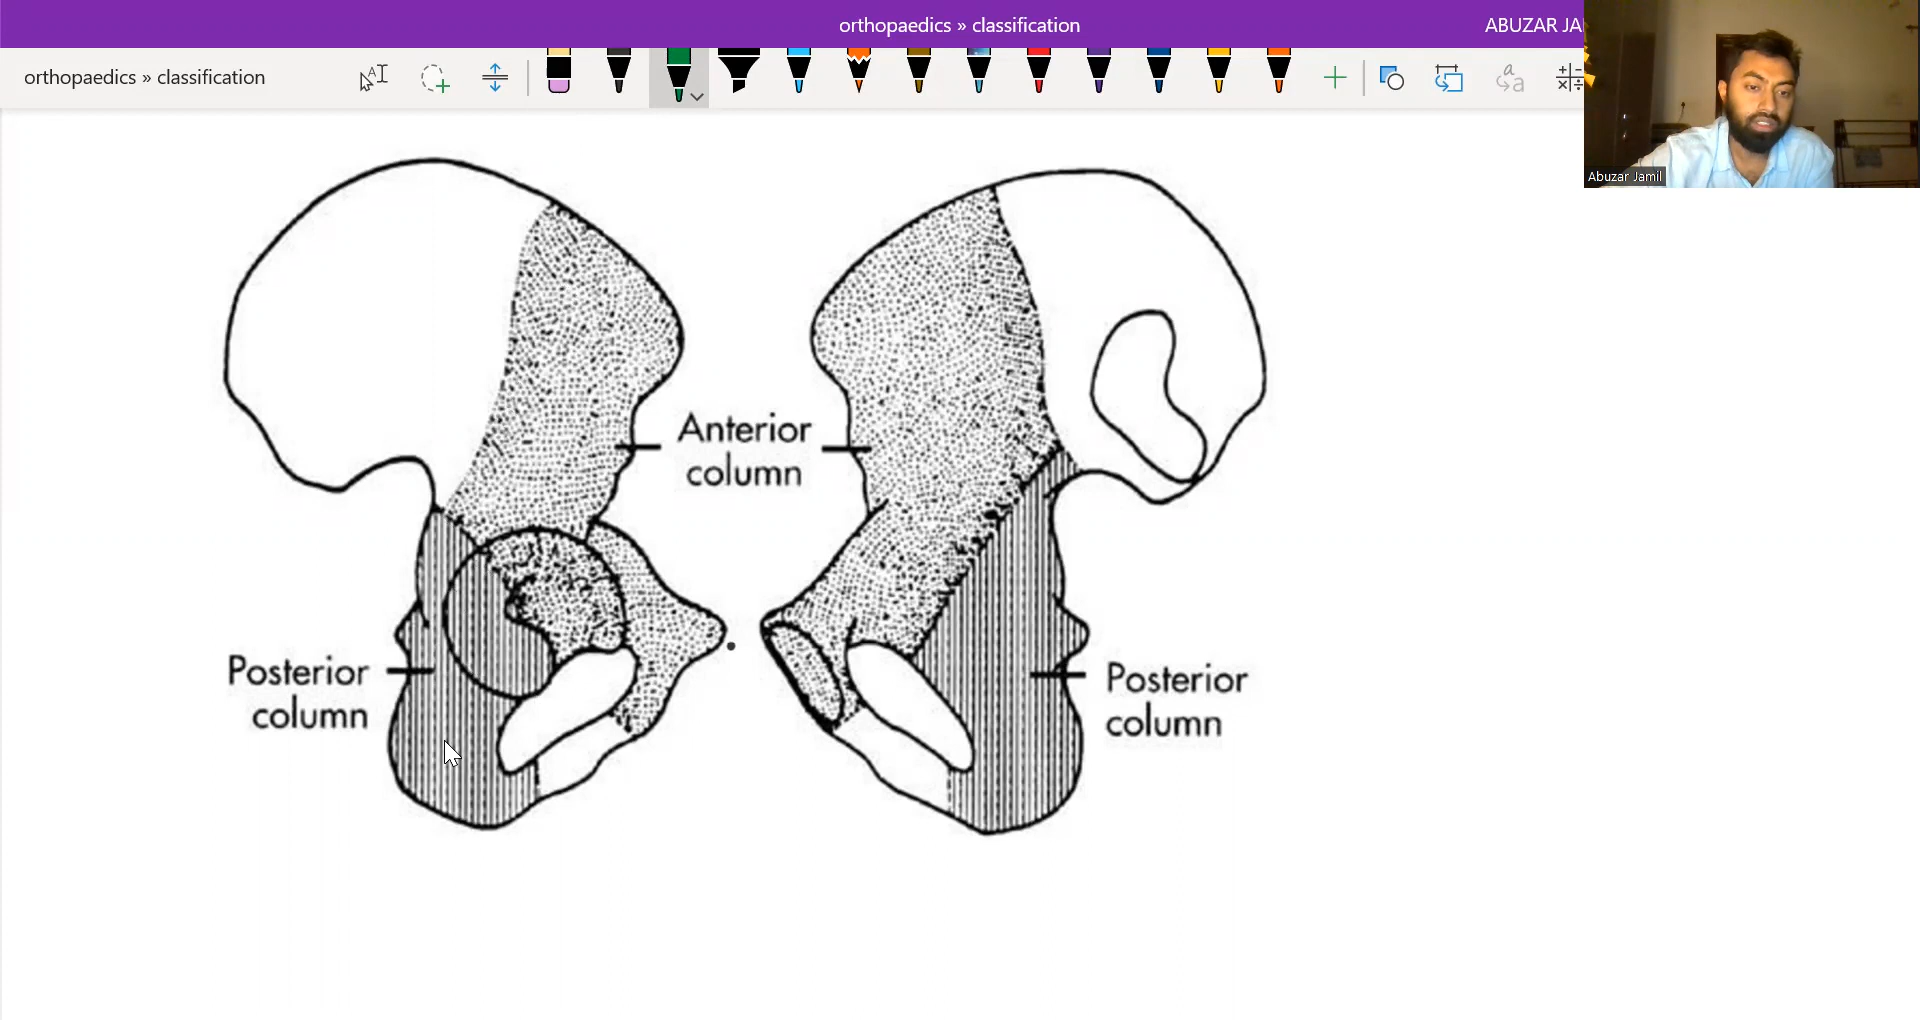 orthopaedics » classification
ABUZAR JA
orthopaedics » classification
Abuzar Jamil
Anterior
column
Posterior
column
Posterior
column